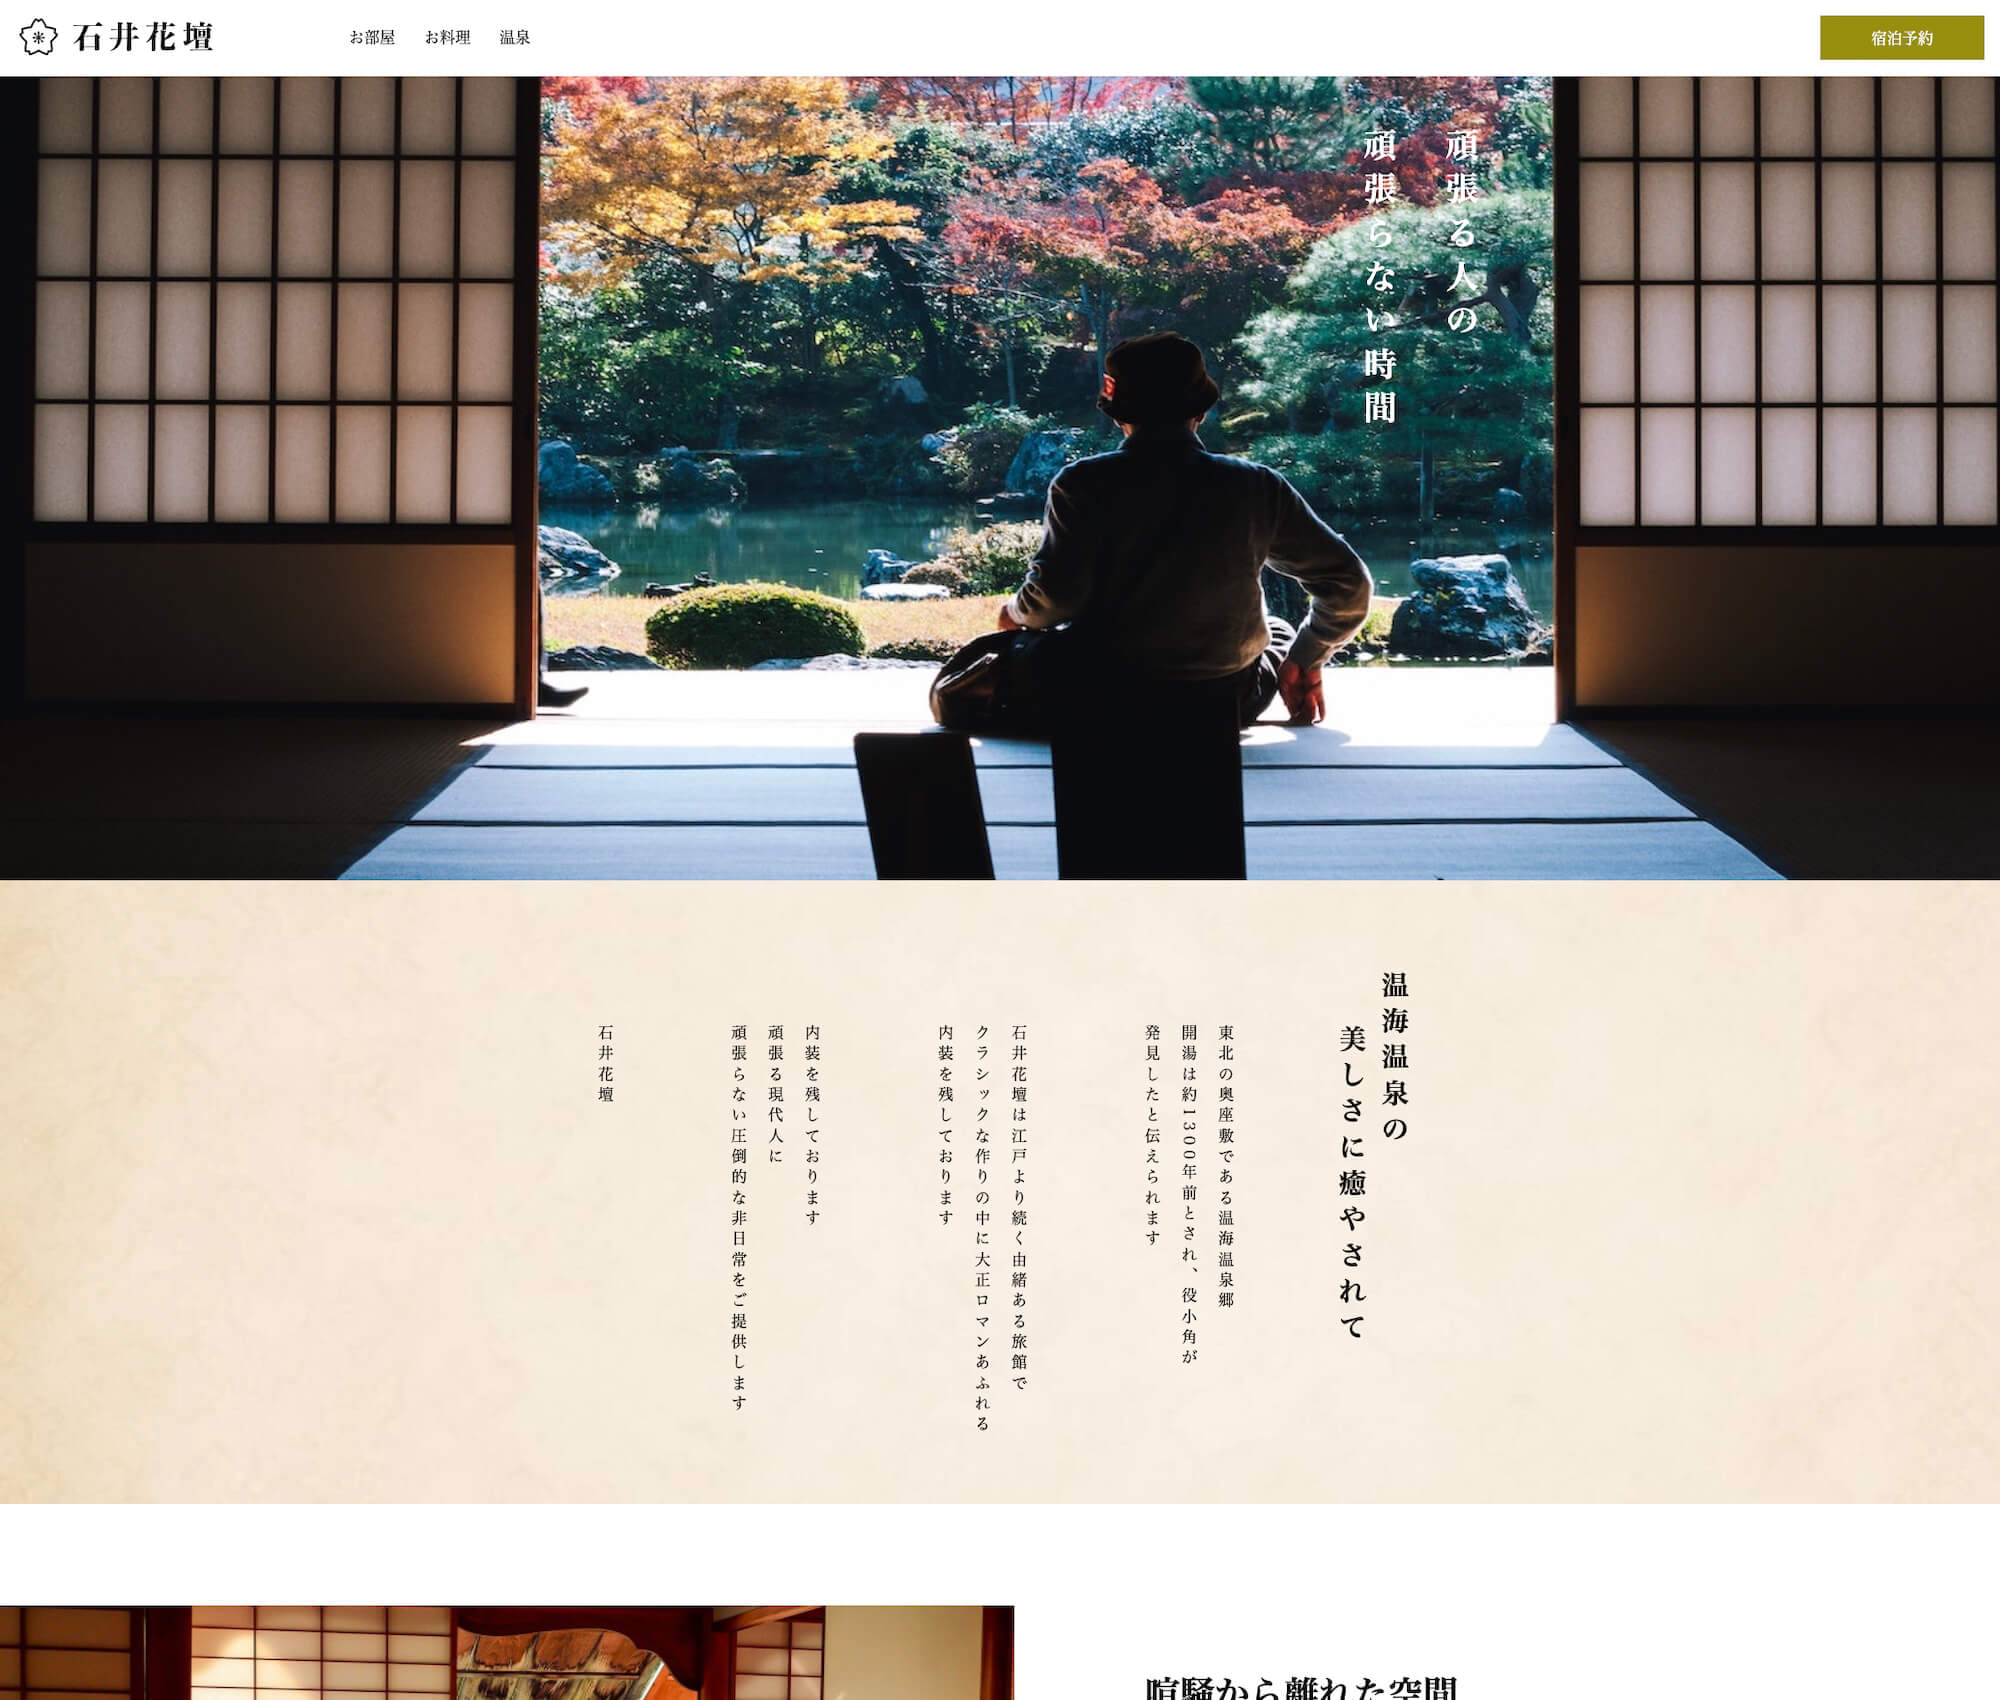 石井花壇
お部屋
お料理
温泉
宿泊予約
頑張る人の
頑張らない時間
温海温泉の
美しさに癒やされて
東北の奥座敷である温海温泉郷
開湯は約1300年前とされ、役小角が
発見したと伝えられます
石井花壇は江戸より続く由緒ある旅館で
クラシックな作りの中に大正ロマンあふれる
内装を残しております
内装を残しております
頑張る現代人に
頑張らない圧倒的な非日常をご提供します
石井花壇
喧騒から離れた空間